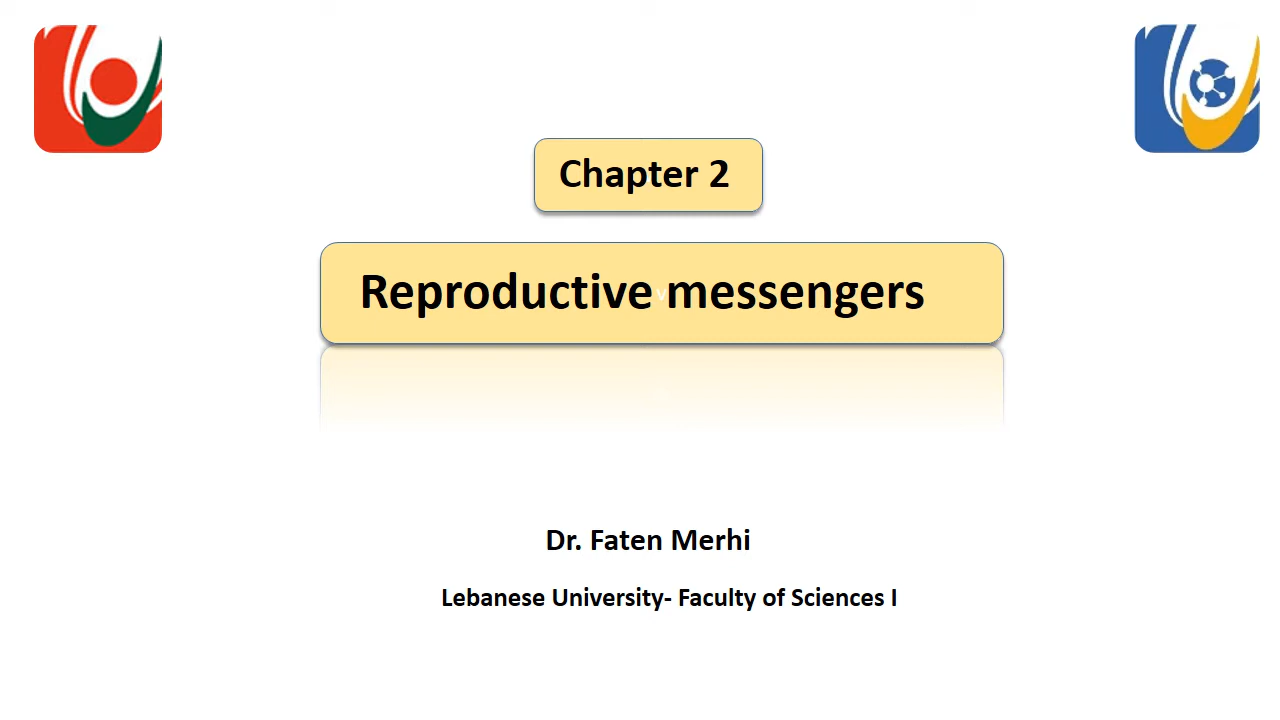 Chapter 2
Reproductive messengers
Dr. Faten Merhi
Lebanese University- Faculty of Sciences I